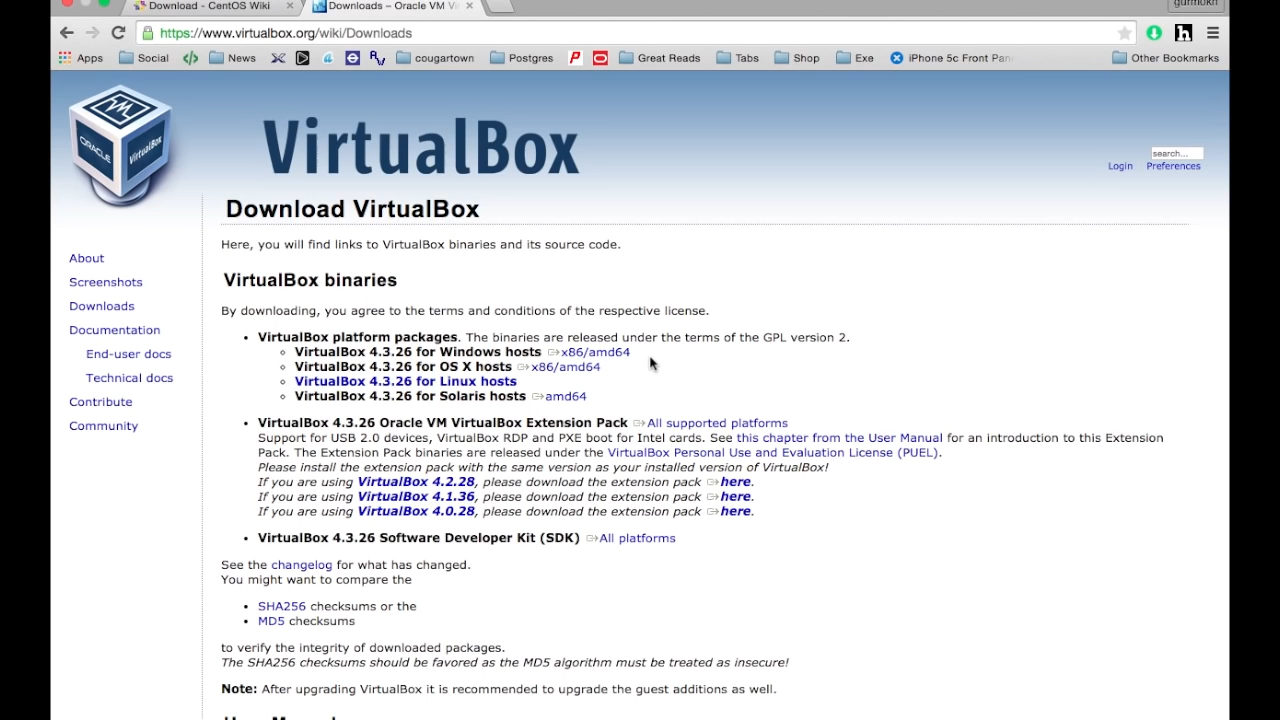 gurmokh
Download - CentOS Wiki
Downloads – Oracle VM Vi
https://www.virtualbox.org/wiki/Downloads
Apps Social News cougartown Postgres Great Reads Tabs Shop Exe iPhone 5c Front Pan Other Bookmarks
ORACLE
VirtualBox
VirtualBox
search...
Login Preferences
Download VirtualBox
Here, you will find links to VirtualBox binaries and its source code.
About
Screenshots
Downloads
Documentation
End-user docs
Technical docs
Contribute
Community
VirtualBox binaries
By downloading, you agree to the terms and conditions of the respective license.
VirtualBox platform packages. The binaries are released under the terms of the GPL version 2.
VirtualBox 4.3.26 for Windows hosts x86/amd64
VirtualBox 4.3.26 for OS X hosts x86/amd64
VirtualBox 4.3.26 for Linux hosts
VirtualBox 4.3.26 for Solaris hosts amd64
VirtualBox 4.3.26 Oracle VM VirtualBox Extension Pack All supported platforms
Support for USB 2.0 devices, VirtualBox RDP and PXE boot for Intel cards. See this chapter from the User Manual for an introduction to this Extension
Pack. The Extension Pack binaries are released under the VirtualBox Personal Use and Evaluation License (PUEL).
Please install the extension pack with the same version as your installed version of VirtualBox!
If you are using VirtualBox 4.2.28, please download the extension pack here.
If you are using VirtualBox 4.1.36, please download the extension pack here.
If you are using VirtualBox 4.0.28, please download the extension pack here.
VirtualBox 4.3.26 Software Developer Kit (SDK) All platforms
See the changelog for what has changed.
You might want to compare the
SHA256 checksums or the
MD5 checksums
to verify the integrity of downloaded packages.
The SHA256 checksums should be favored as the MD5 algorithm must be treated as insecure!
Note: After upgrading VirtualBox it is recommended to upgrade the guest additions as well.